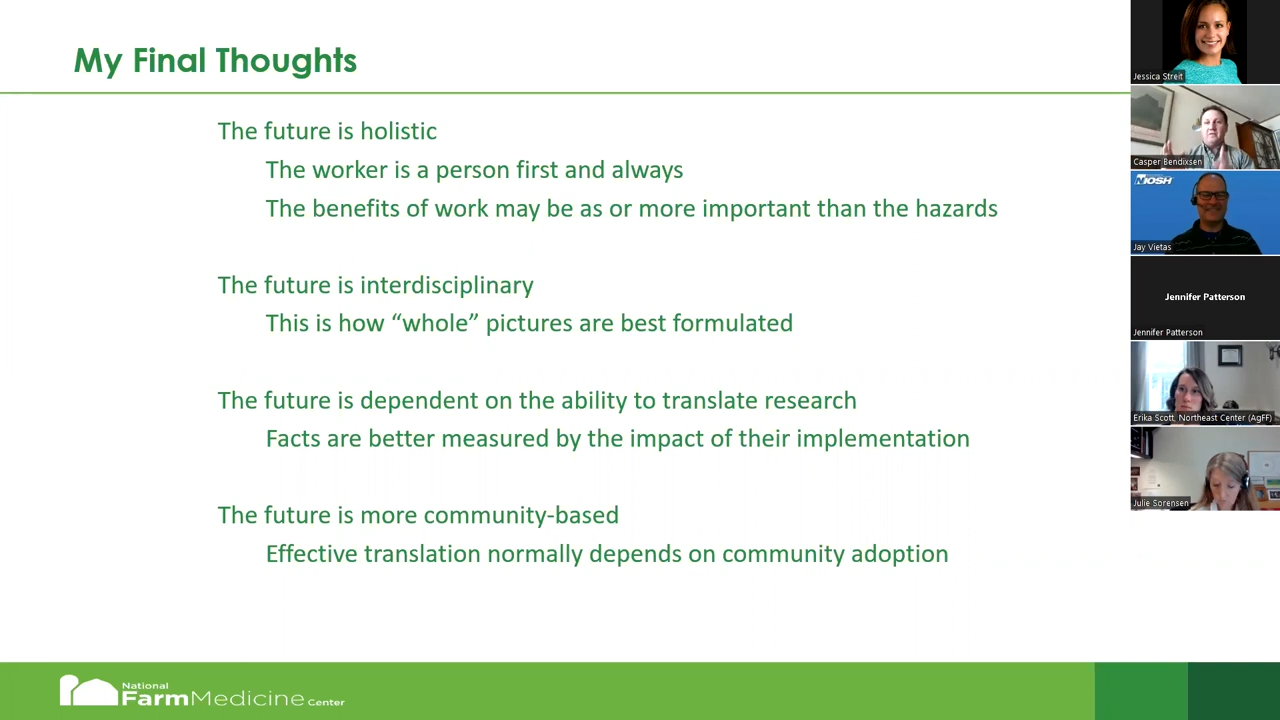 My Final Thoughts
The future is holistic
The worker is a person first and always
The benefits of work may be as or more important than the hazards
The future is interdisciplinary
This is how “whole” pictures are best formulated
The future is dependent on the ability to translate research
Facts are better measured by the impact of their implementation
The future is more community-based
Effective translation normally depends on community adoption
National
FarmMedicine Center
Jessica Streit
Casper Bendixsen
NIOSH
Jay Vietas
Jennifer Patterson
Jennifer Patterson
Erika Scott, Northeast Center (AgFF)
Julie Sorensen